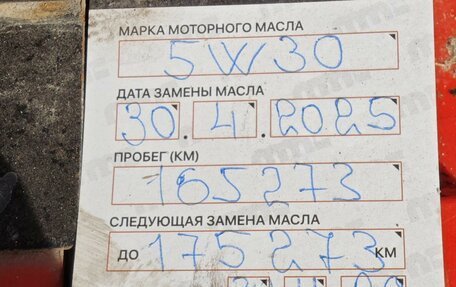 МАРКА МОТОРНОГО МАСЛА
5W30
ДАТА ЗАМЕНЫ МАСЛА
30.4.2025
ПРОБЕГ (КМ)
165273
СЛЕДУЮЩАЯ ЗАМЕНА МАСЛА
ДО 175273 КМ